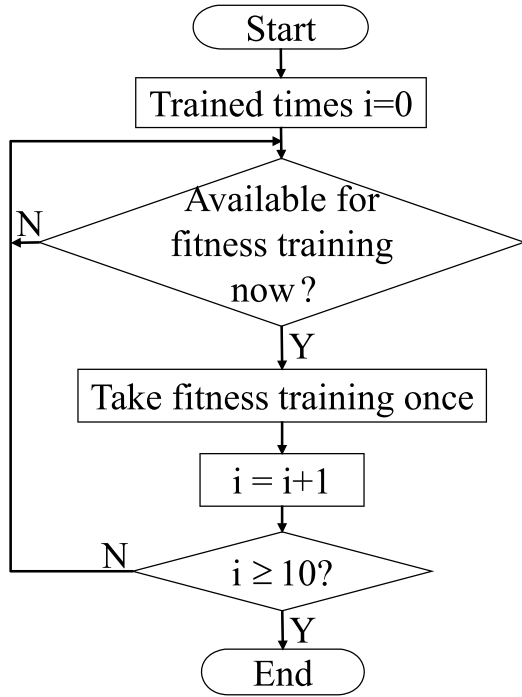 Start
Trained times i=0
Available for
fitness training
now?
N
Y
Take fitness training once
i = i+1
N
i ≥ 10?
Y
End